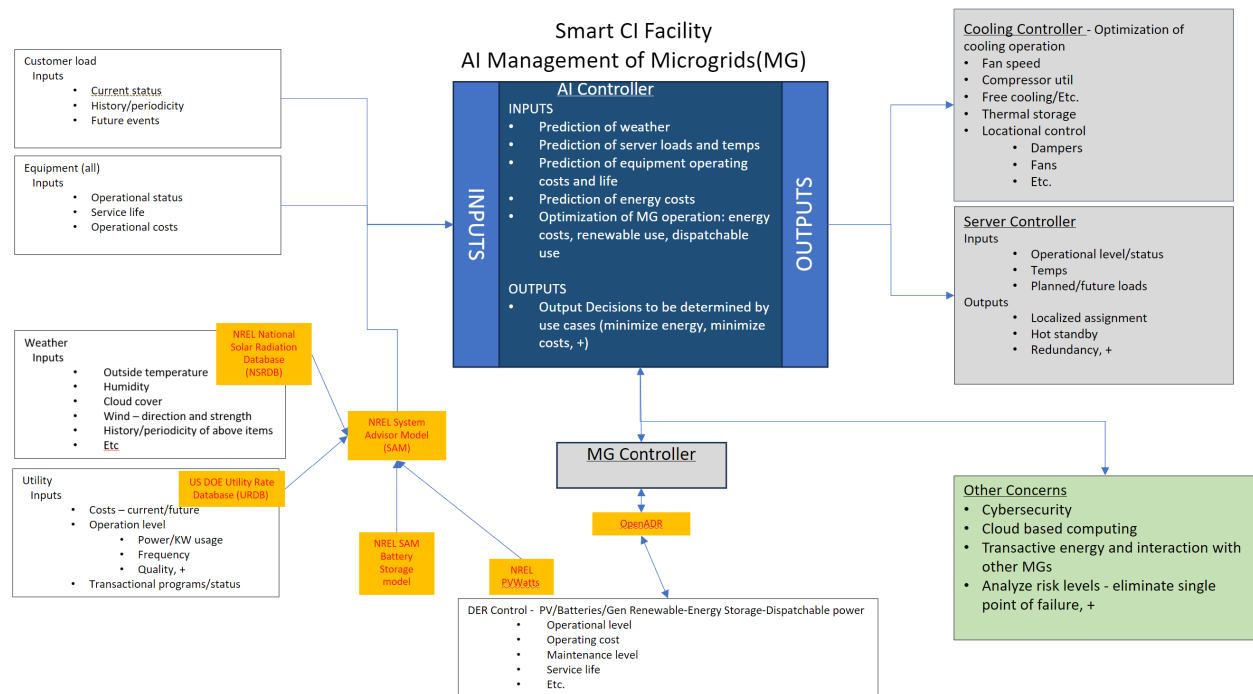 Smart CI Facility
AI Management of Microgrids(MG)
Customer load
Inputs
• Current status
• History/periodicity
• Future events
Equipment (all)
Inputs
• Operational status
• Service life
• Operational costs
Weather
Inputs
• Outside temperature
• Humidity
• Cloud cover
• Wind – direction and strength
• History/periodicity of above items
• Etc
NREL National
Solar Radiation
Database
(NSRDB)
Utility
Inputs
• Costs – current/future
• Operation level
• Power/KW usage
• Frequency
• Quality, +
• Transactional programs/status
US DOE Utility Rate
Database (URDB)
NREL System
Advisor Model
(SAM)
NREL SAM
Battery
Storage
model
NREL
PVWatts
INPUTS
AI Controller
INPUTS
• Prediction of weather
• Prediction of server loads and temps
• Prediction of equipment operating
costs and life
• Prediction of energy costs
• Optimization of MG operation: energy
costs, renewable use, dispatchable
use
OUTPUTS
• Output Decisions to be determined by
use cases (minimize energy, minimize
costs, +)
OUTPUTS
MG Controller
OpenADR
DER Control - PV/Batteries/Gen Renewable-Energy Storage-Dispatchable power
• Operational level
• Operating cost
• Maintenance level
• Service life
• Etc.
Cooling Controller - Optimization of
cooling operation
• Fan speed
• Compressor util
• Free cooling/Etc.
• Thermal storage
• Locational control
• Dampers
• Fans
• Etc.
Server Controller
Inputs
• Operational level/status
• Temps
• Planned/future loads
Outputs
• Localized assignment
• Hot standby
• Redundancy, +
Other Concerns
• Cybersecurity
• Cloud based computing
• Transactive energy and interaction with
other MGs
• Analyze risk levels - eliminate single
point of failure, +